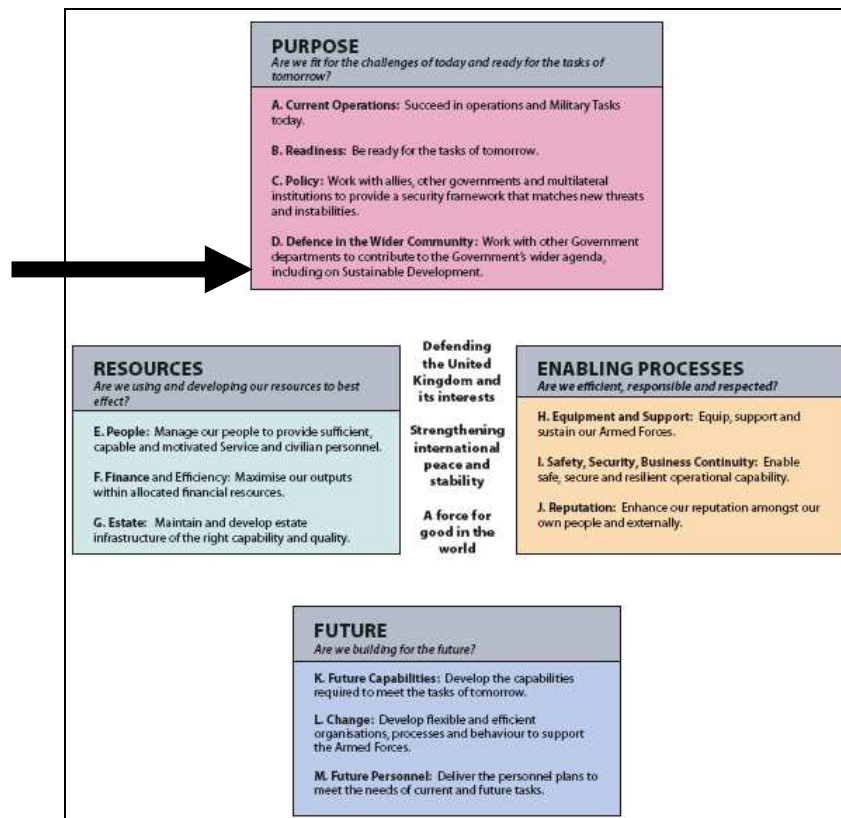 PURPOSE
Are we fit for the challenges of today and ready for the tasks of
tomorrow?
A. Current Operations: Succeed in operations and Military Tasks
today.
B. Readiness: Be ready for the tasks of tomorrow.
C. Policy: Work with allies, other governments and multilateral
institutions to provide a security framework that matches new threats
and instabilities.
D. Defence in the Wider Community: Work with other Government
departments to contribute to the Government's wider agenda,
including on Sustainable Development.
RESOURCES
Are we using and developing our resources to best
effect?
E. People: Manage our people to provide sufficient,
capable and motivated Service and civilian personnel.
F. Finance and Efficiency: Maximise our outputs
within allocated financial resources.
G. Estate: Maintain and develop estate
infrastructure of the right capability and quality.
Defending
the United
Kingdom and
its interests
Strengthening
international
peace and
stability
A force for
good in the
world
ENABLING PROCESSES
Are we efficient, responsible and respected?
H. Equipment and Support: Equip, support and
sustain our Armed Forces.
I. Safety, Security, Business Continuity: Enable
safe, secure and resilient operational capability.
J. Reputation: Enhance our reputation amongst our
own people and externally.
FUTURE
Are we building for the future?
K. Future Capabilities: Develop the capabilities
required to meet the tasks of tomorrow.
L. Change: Develop flexible and efficient
organisations, processes and behaviour to support
the Armed Forces.
M. Future Personnel: Deliver the personnel plans to
meet the needs of current and future tasks.